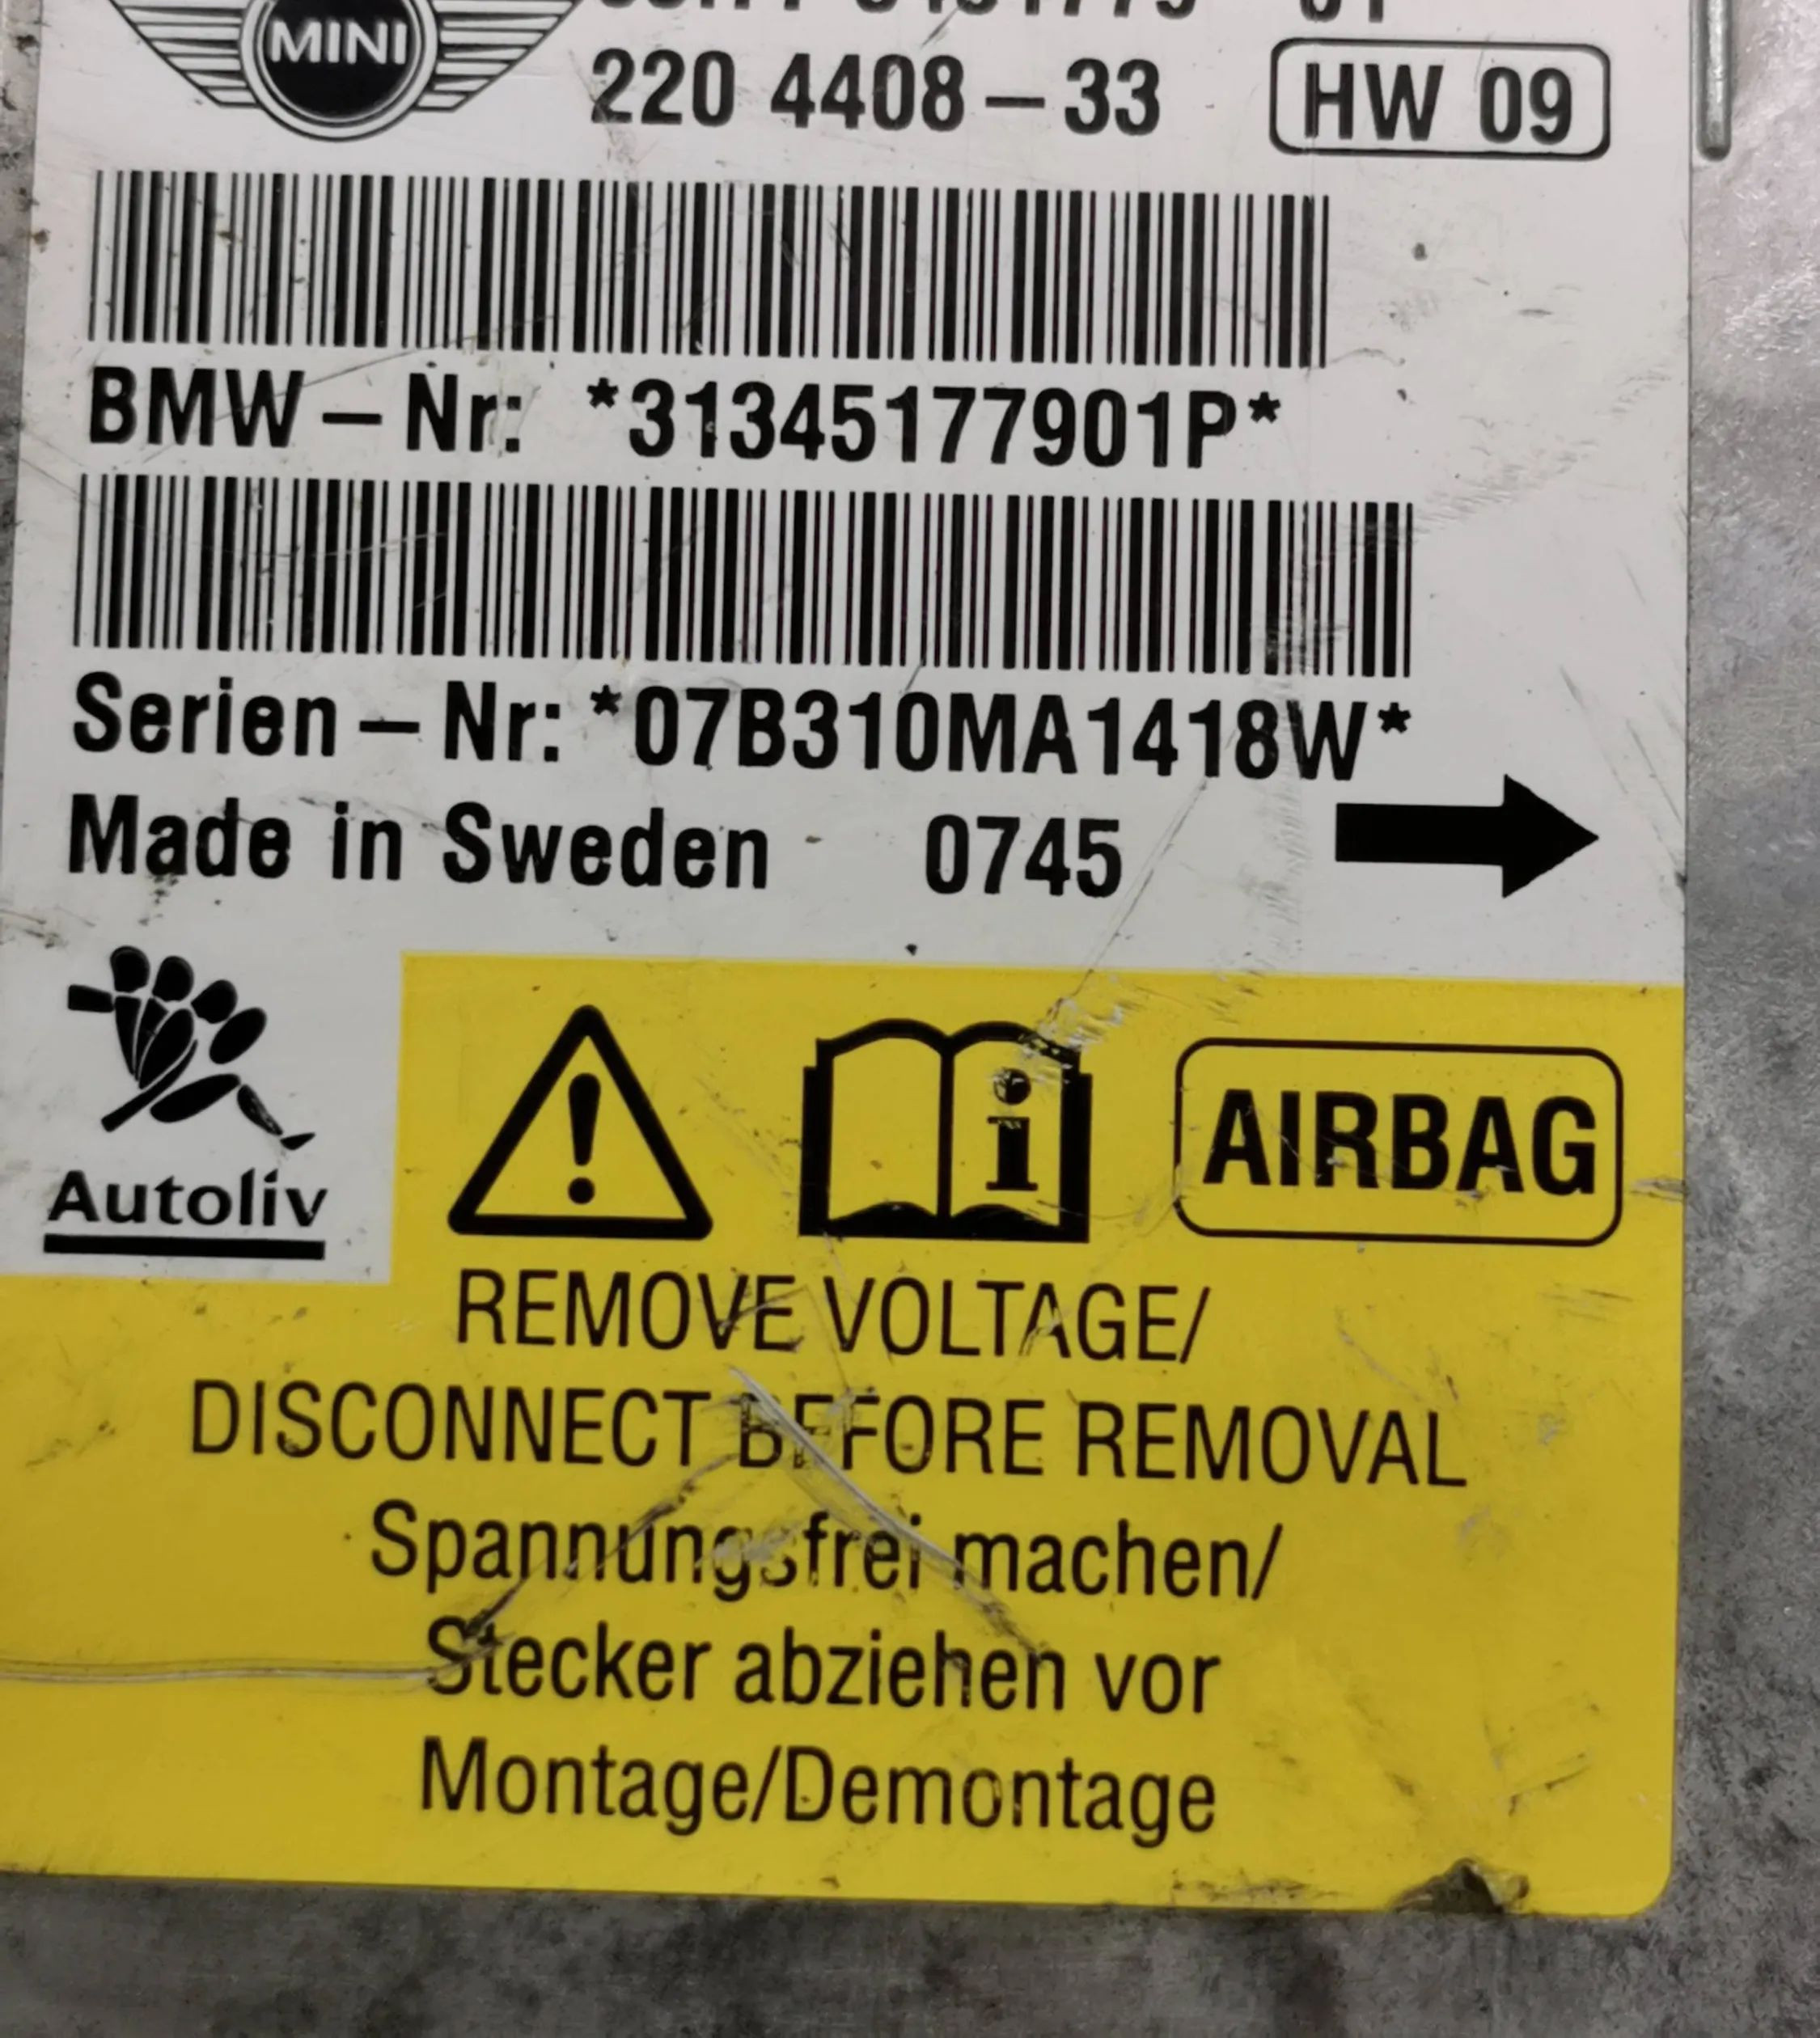 MINI
220 4408-33 HW 09
BMW-Nr: *31345177901P*
Serien-Nr: *07B310MA1418W*
Made in Sweden 0745
Autoliv
i AIRBAG
REMOVE VOLTAGE/
DISCONNECT BEFORE REMOVAL
Spannungsfrei machen/
Stecker abziehen vor
Montage/Demontage